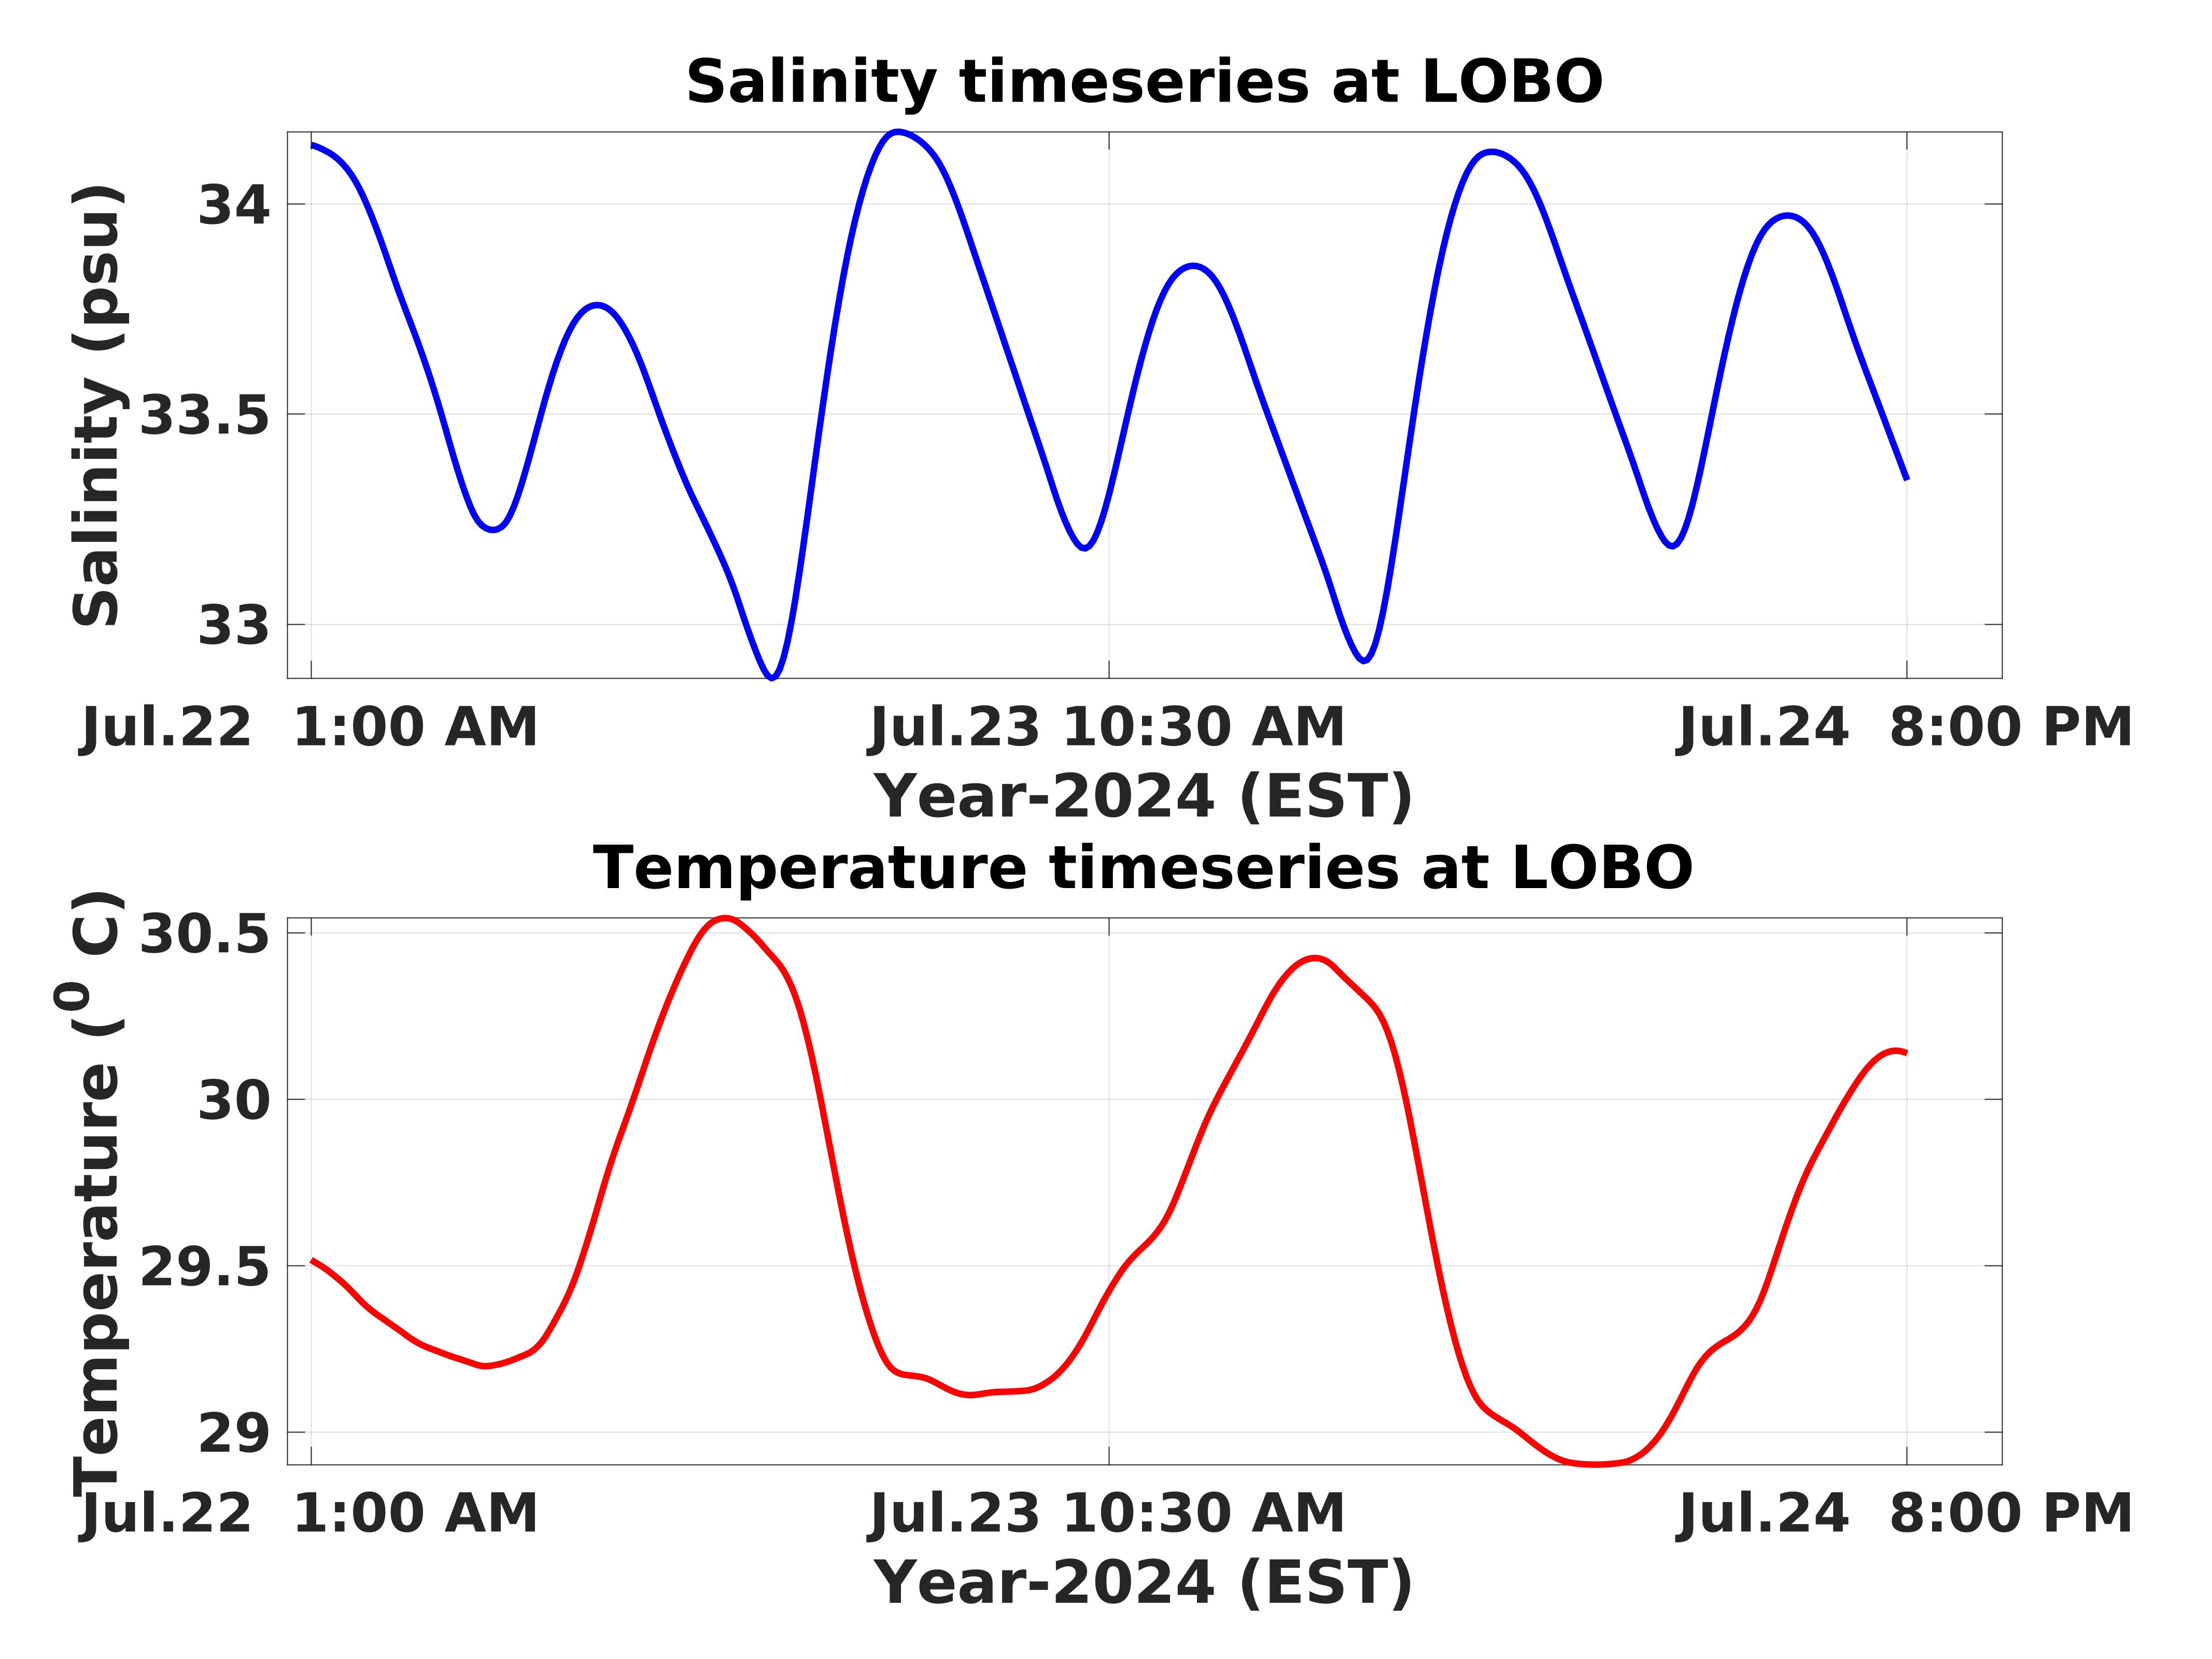 Salinity timeseries at LOBO
Salinity (psu)
34
33.5
33
Jul.22  1:00 AM
Jul.23 10:30 AM
Jul.24  8:00 PM
Year-2024 (EST)
Temperature timeseries at LOBO
Temperature (⁰ C)
30.5
30
29.5
29
Jul.22  1:00 AM
Jul.23 10:30 AM
Jul.24  8:00 PM
Year-2024 (EST)